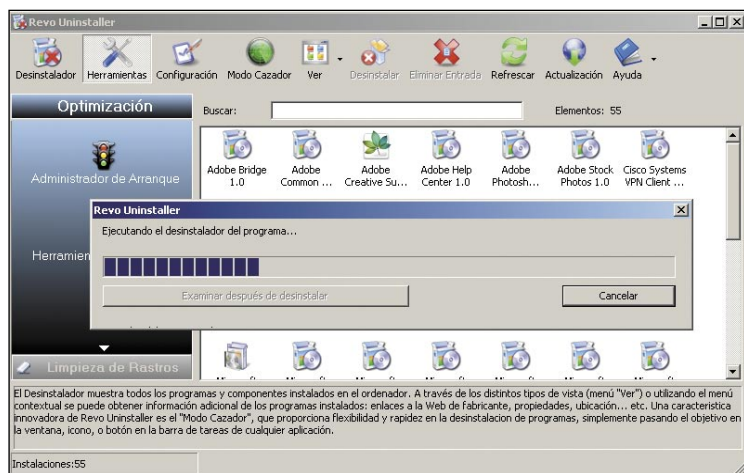 Revo Uninstaller
Desinstalador Herramientas Configuración Modo Cazador Ver Desinstalar Eliminar Entrada Refrescar Actualización Ayuda
Optimización
Buscar: Elementos: 55
Administrador de Arranque
Adobe Bridge 1.0
Adobe Common ...
Adobe Creative Su...
Adobe Help Center 1.0
Adobe Photosh...
Adobe Stock Photos 1.0
Cisco Systems VPN Client ...
Revo Uninstaller
Ejecutando el desinstalador del programa...
Herramien
Examinar después de desinstalar Cancelar
Limpieza de Rastros
El Desinstalador muestra todos los programas y componentes instalados en el ordenador. A través de los distintos tipos de vista (menú "Ver") o utilizando el menú
contextual se puede obtener información adicional de los programas instalados: enlaces a la Web de fabricante, propiedades, ubicación... etc. Una caracteristica
innovadora de Revo Uninstaller es el "Modo Cazador", que proporciona flexibilidad y rapidez en la desinstalacion de programas, simplemente pasando el objetivo en
la ventana, icono, o botón en la barra de tareas de cualquier aplicación.
Instalaciones:55